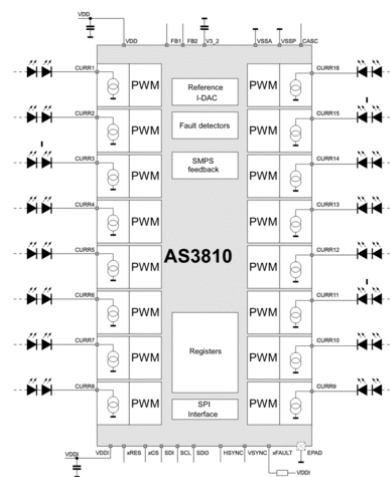 VDD
VDD FB1 FB2 V3_2 VSSA VSSP CASC
CURR1 PWM Reference I-DAC PWM CURR16
CURR2 PWM Fault detectors PWM CURR15
CURR3 PWM SMPS feedback PWM CURR14
CURR4 PWM PWM CURR13
CURR5 PWM AS3810 PWM CURR12
CURR6 PWM PWM CURR11
CURR7 PWM Registers PWM CURR10
CURR8 PWM SPI Interface PWM CURR9
VDDI VDDI xRES xCS SDI SCL SDO HSYNC VSYNC xFAULT EPAD
VDDI